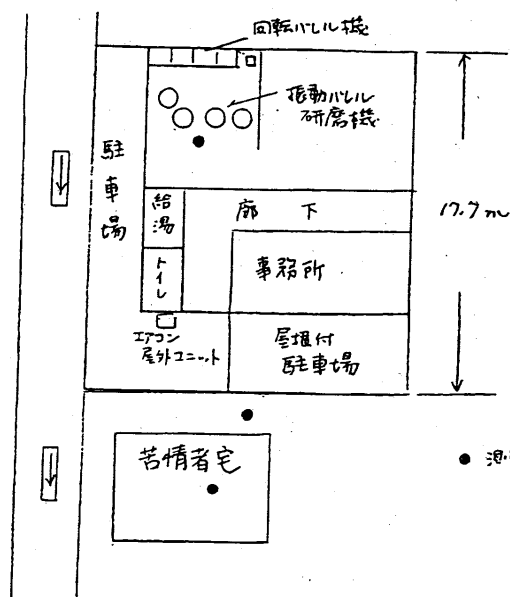 回転バレル機
振動バレル
研磨機
駐車場
給湯
廊下
17.7m
トイレ
事務所
エアコン
屋外ユニット
屋根付
駐車場
苦情者宅
● 測